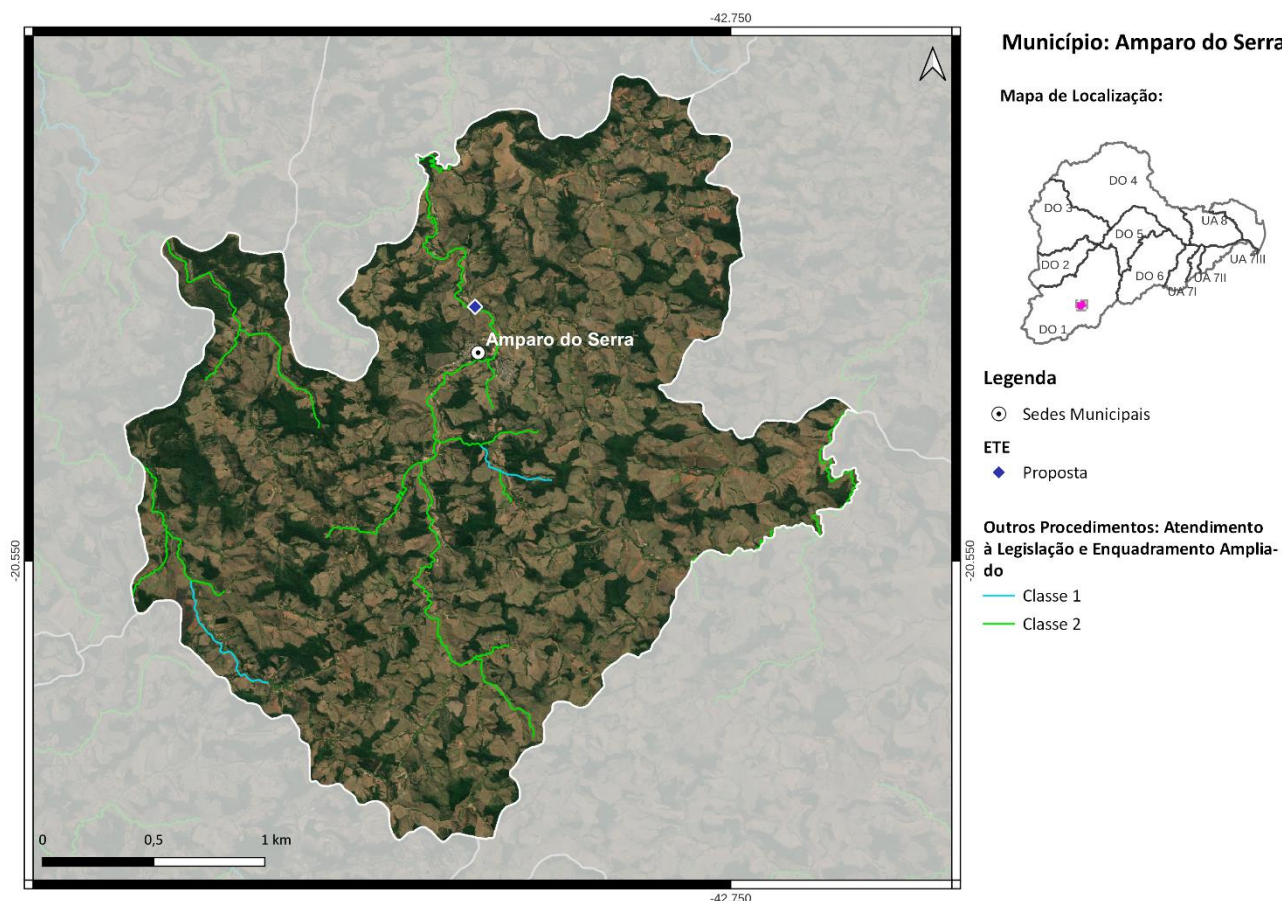 -42.750
Município: Amparo do Serra
Mapa de Localização:
DO 4
DO 3
UA 8
DO 5
UA 7III
DO 2
DO 6
UA 7II
UA 7I
DO 1
Amparo do Serra
Legenda
Sedes Municipais
ETE
Proposta
Outros Procedimentos: Atendimento
à Legislação e Enquadramento Amplia-
do
Classe 1
Classe 2
-20.550
-20.550
0
0,5
1 km
-42.750